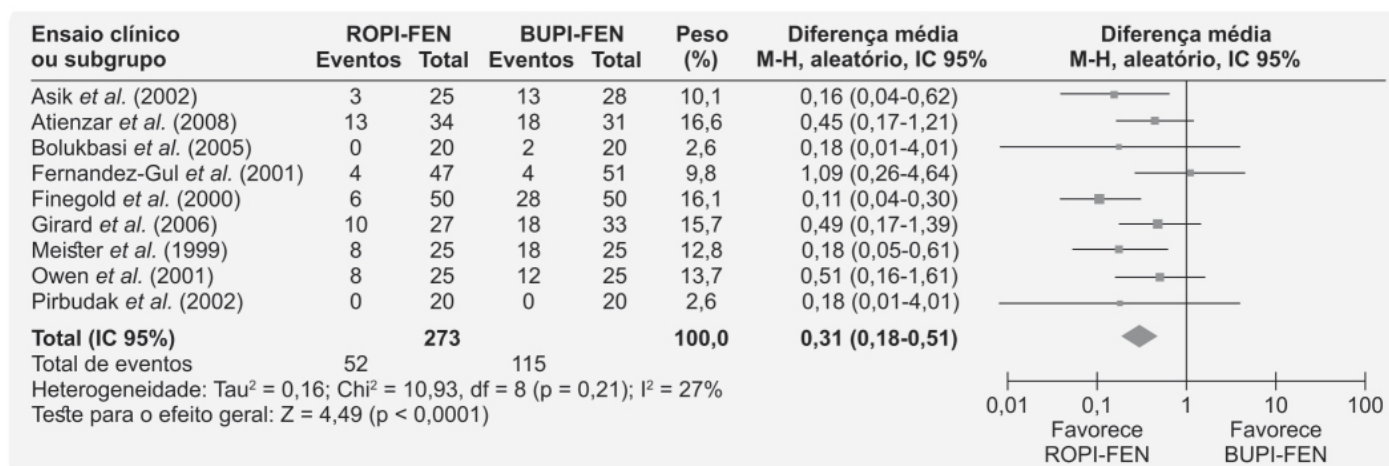 Ensaio clínico ROPI-FEN BUPI-FEN Peso Diferença média Diferença média
ou subgrupo Eventos Total Eventos Total (%) M-H, aleatório, IC 95% M-H, aleatório, IC 95%
Asik et al. (2002) 3 25 13 28 10,1 0,16 (0,04-0,62)
Atienzar et al. (2008) 13 34 18 31 16,6 0,45 (0,17-1,21)
Bolukbasi et al. (2005) 0 20 2 20 2,6 0,18 (0,01-4,01)
Fernandez-Gul et al. (2001) 4 47 4 51 9,8 1,09 (0,26-4,64)
Finegold et al. (2000) 6 50 28 50 16,1 0,11 (0,04-0,30)
Girard et al. (2006) 10 27 18 33 15,7 0,49 (0,17-1,39)
Meister et al. (1999) 8 25 18 25 12,8 0,18 (0,05-0,61)
Owen et al. (2001) 8 25 12 25 13,7 0,51 (0,16-1,61)
Pirbudak et al. (2002) 0 20 0 20 2,6 0,18 (0,01-4,01)
Total (IC 95%) 273 100,0 0,31 (0,18-0,51)
Total de eventos 52 115
Heterogeneidade: Tau² = 0,16; Chi² = 10,93, df = 8 (p = 0,21); I² = 27%
Teste para o efeito geral: Z = 4,49 (p < 0,0001)
0,01 0,1 1 10 100
Favorece Favorece
ROPI-FEN BUPI-FEN